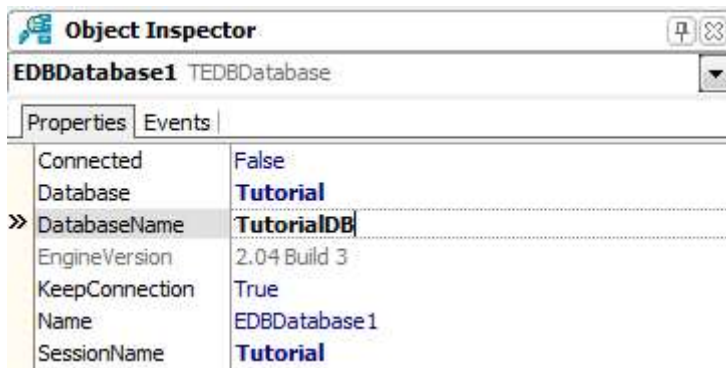 Object Inspector
EDBDatabase1 TEDBDatabase
Properties Events
Connected False
Database Tutorial
DatabaseName TutorialDB
EngineVersion 2.04 Build 3
KeepConnection True
Name EDBDatabase1
SessionName Tutorial